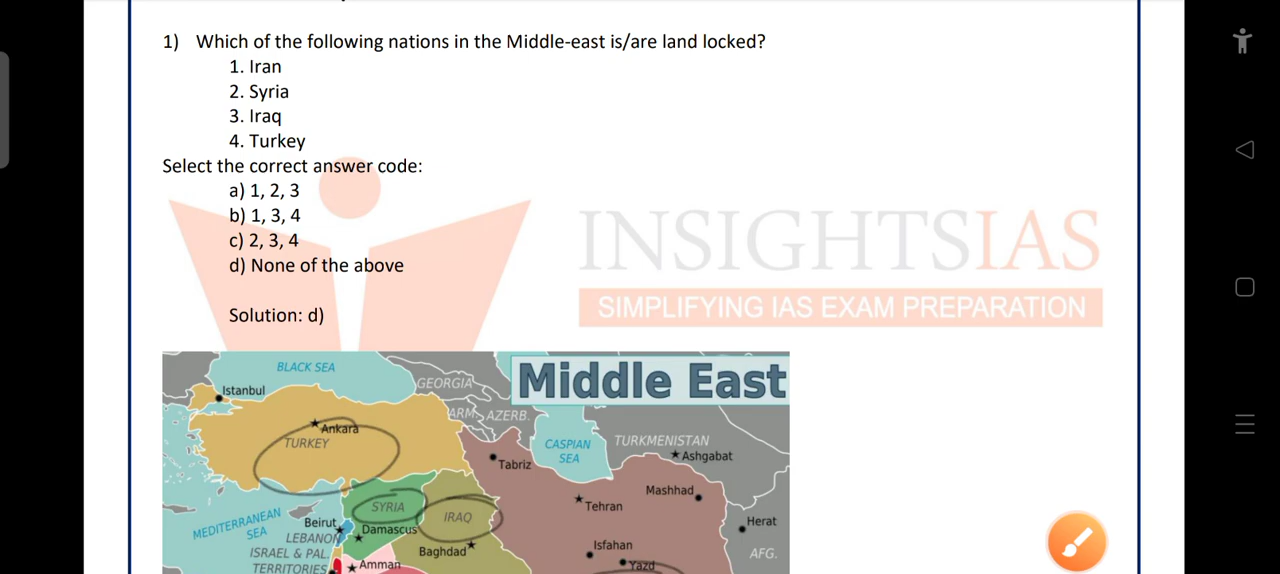 1) Which of the following nations in the Middle-east is/are land locked?
1. Iran
2. Syria
3. Iraq
4. Turkey
Select the correct answer code:
a) 1, 2, 3
b) 1, 3, 4
c) 2, 3, 4
d) None of the above
INSIGHTSIAS
SIMPLIFYING IAS EXAM PREPARATION
Solution: d)
Middle East
BLACK SEA
Istanbul
GEORGIA
ARM.
AZERB.
Ankara
TURKEY
CASPIAN
SEA
TURKMENISTAN
Ashgabat
Tabriz
Mashhad
Tehran
SYRIA
IRAQ
MEDITERRANEAN
SEA
Beirut
LEBANON
Damascus
Herat
ISRAEL & PAL.
TERRITORIES
Baghdad
Isfahan
AFG.
Amman
Yazd